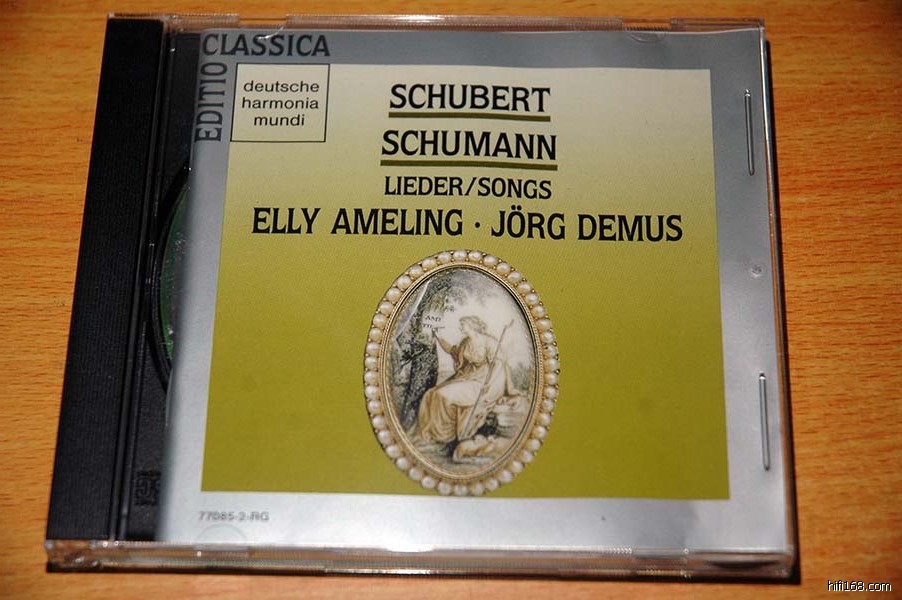 EDITIO CLASSICA
deutsche
harmonia
mundi
SCHUBERT
SCHUMANN
LIEDER/SONGS
ELLY AMELING · JÖRG DEMUS
77085-2-RG
hifi168.com